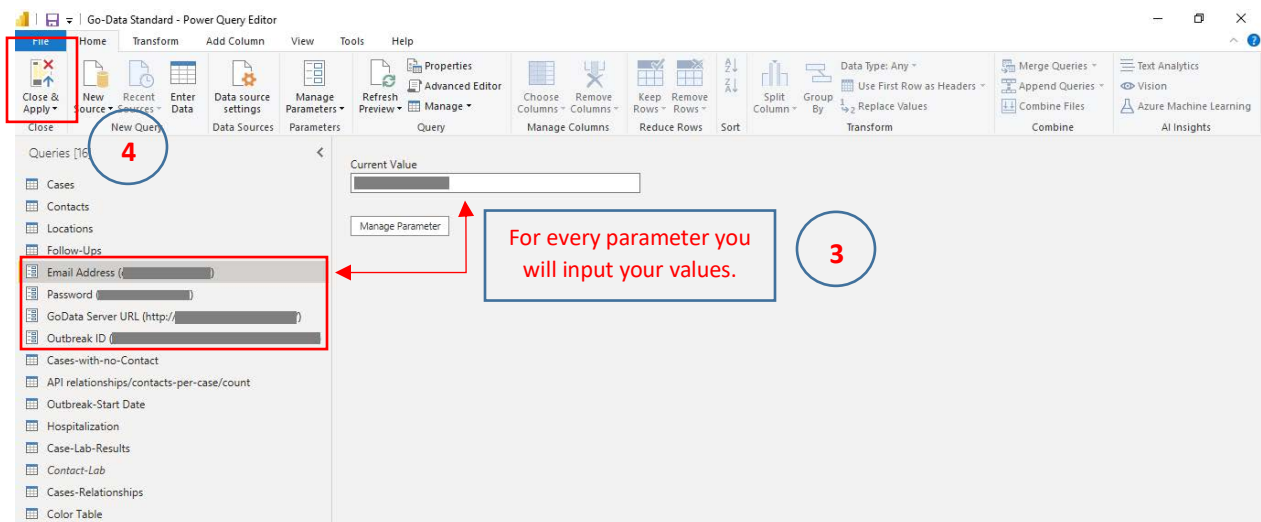 Go-Data Standard - Power Query Editor
File Home Transform Add Column View Tools Help
Close & Apply
New Source
Recent Sources
Enter Data
Data source settings
Manage Parameters
Refresh Preview
Properties
Advanced Editor
Manage
Choose Columns
Remove Columns
Keep Rows
Remove Rows
Split Column
Group By
Data Type: Any
Use First Row as Headers
Replace Values
Merge Queries
Append Queries
Combine Files
Text Analytics
Vision
Azure Machine Learning
Close New Query Data Sources Parameters Query Manage Columns Reduce Rows Sort Transform Combine AI Insights
4
Queries [16]
Cases
Contacts
Locations
Follow-Ups
Email Address (
)
Password (
)
GoData Server URL (http://
)
Outbreak ID (
Cases-with-no-Contact
API relationships/contacts-per-case/count
Outbreak-Start Date
Hospitalization
Case-Lab-Results
Contact-Lab
Cases-Relationships
Color Table
Current Value
Manage Parameter
For every parameter you
will input your values.
3